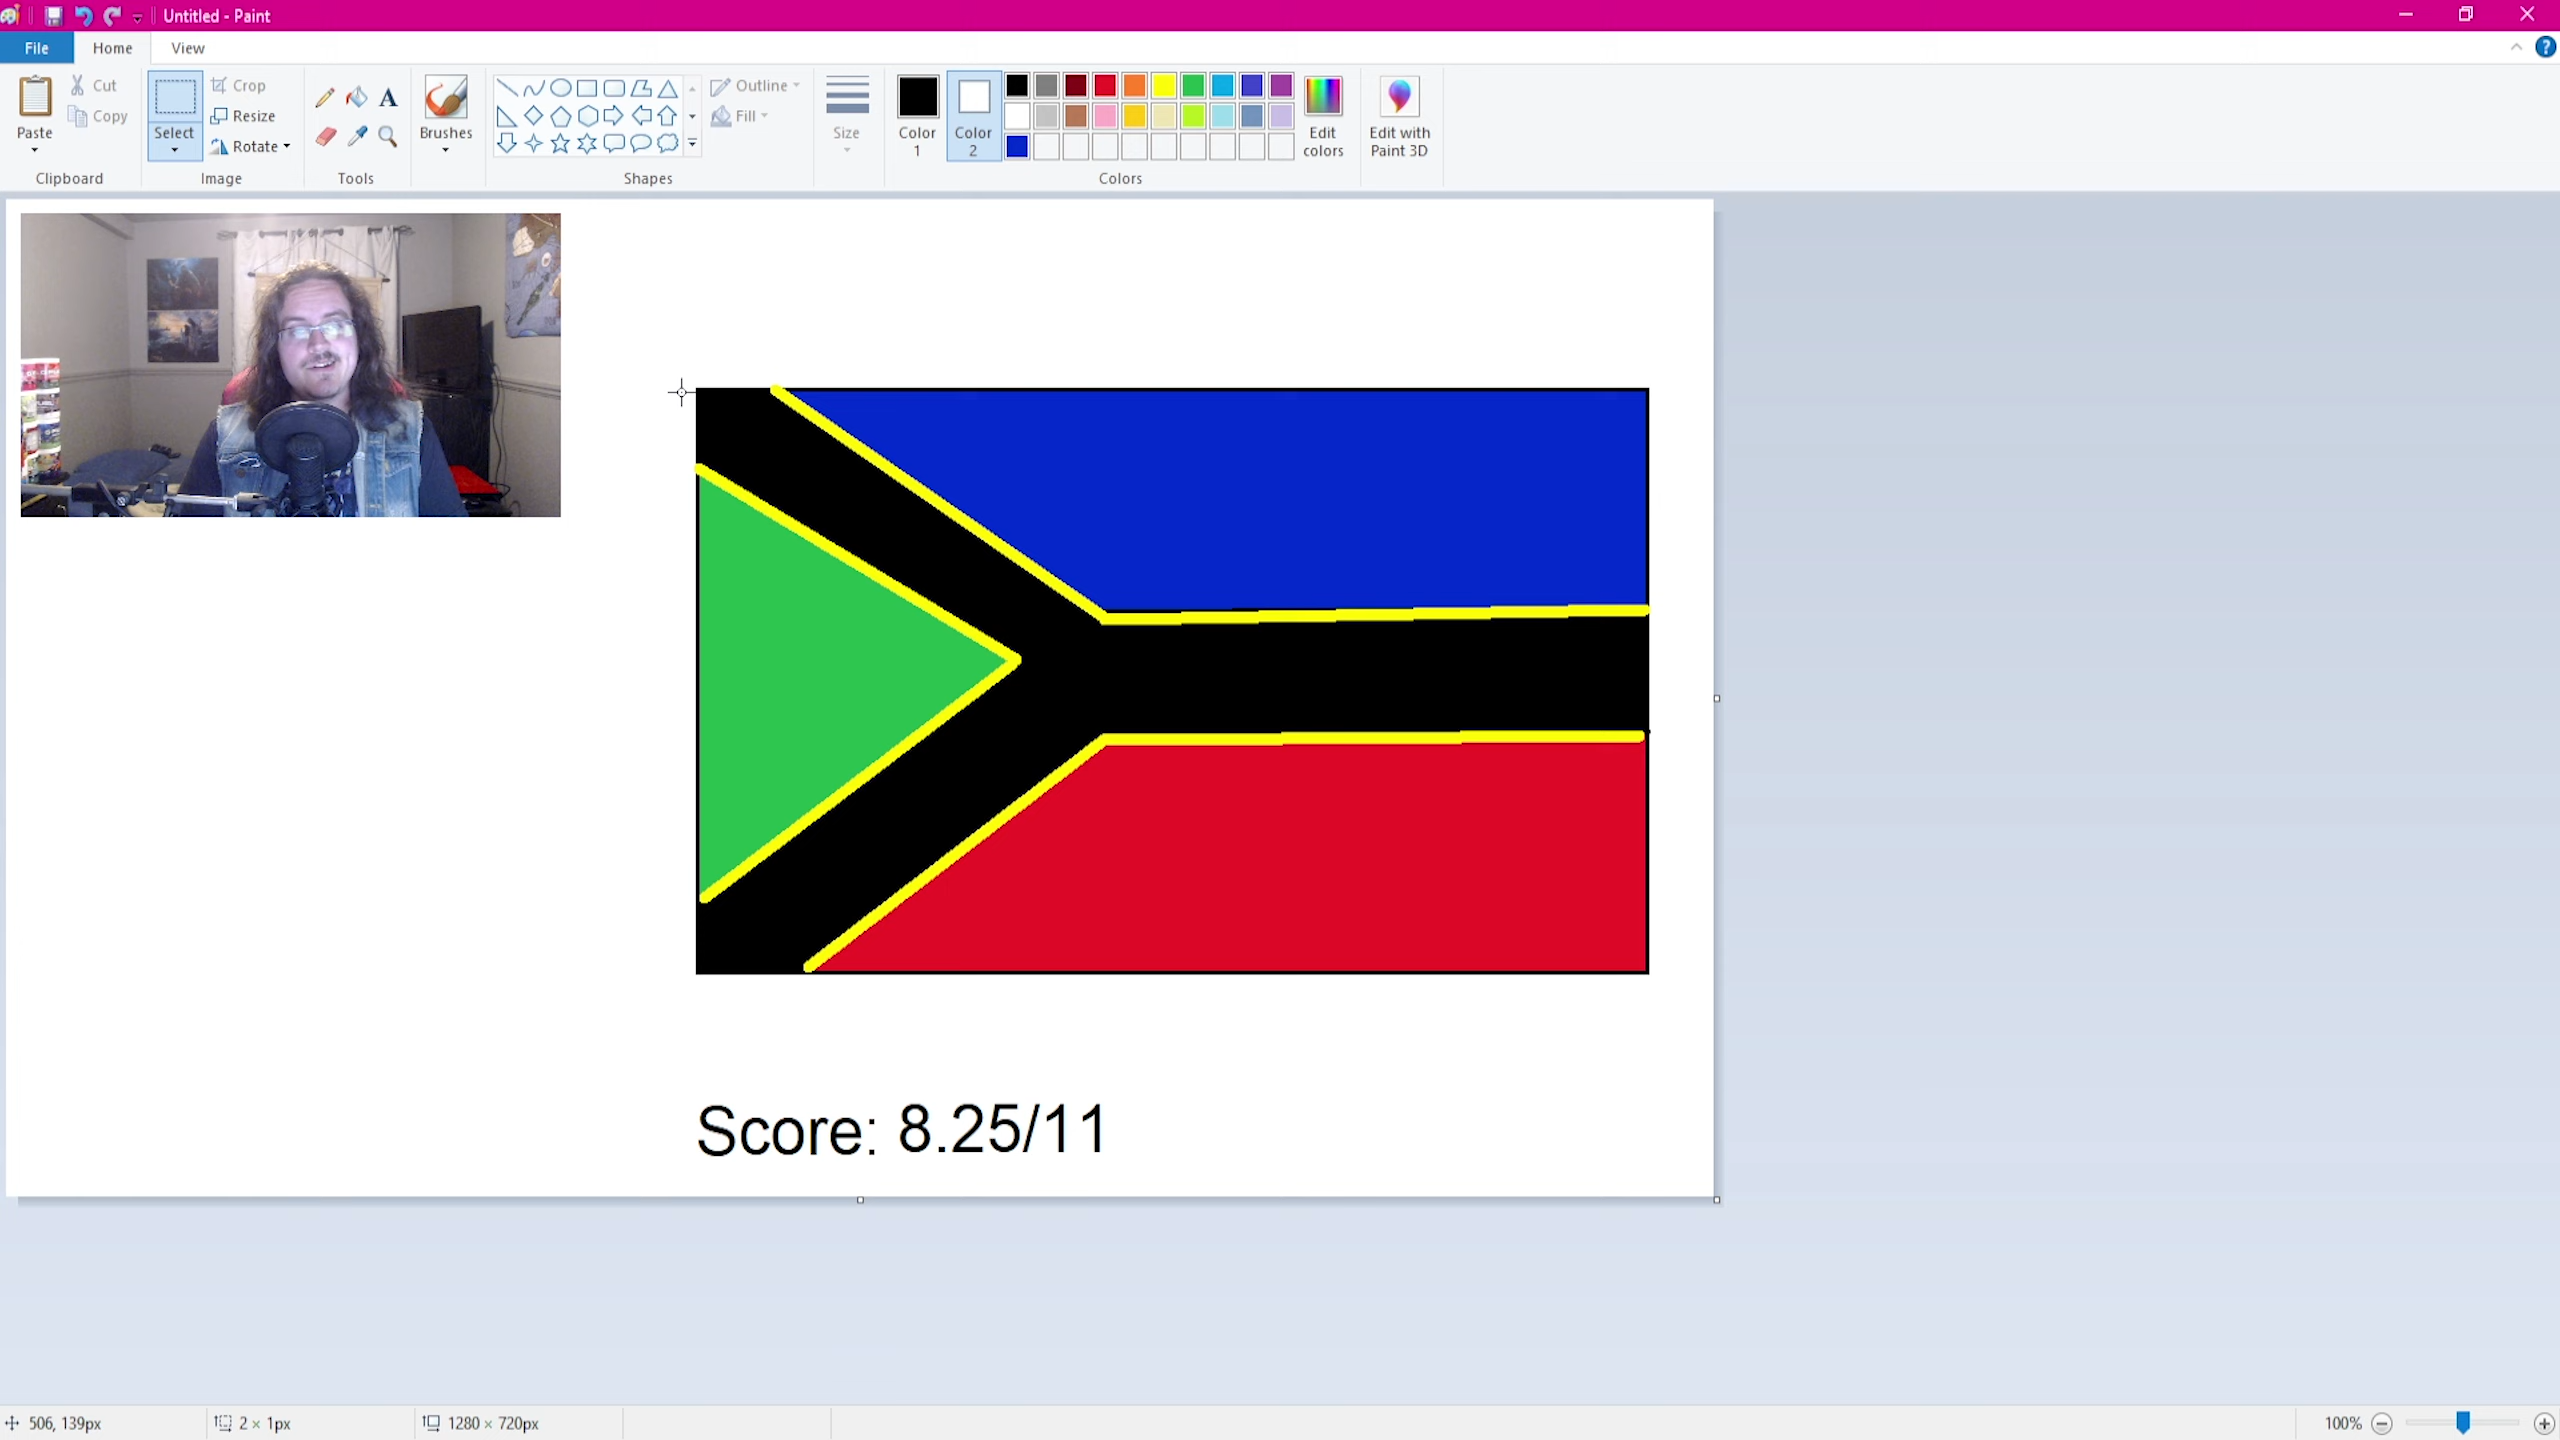 Untitled - Paint
File Home View
Paste
Cut
Copy
Clipboard
Select
Crop
Resize
Rotate
Image
A
Tools
Brushes
Outline
Fill
Shapes
Size
Color 1
Color 2
Edit colors
Colors
Edit with Paint 3D
Score: 8.25/11
506, 139px
2 × 1px
1280 × 720px
100%